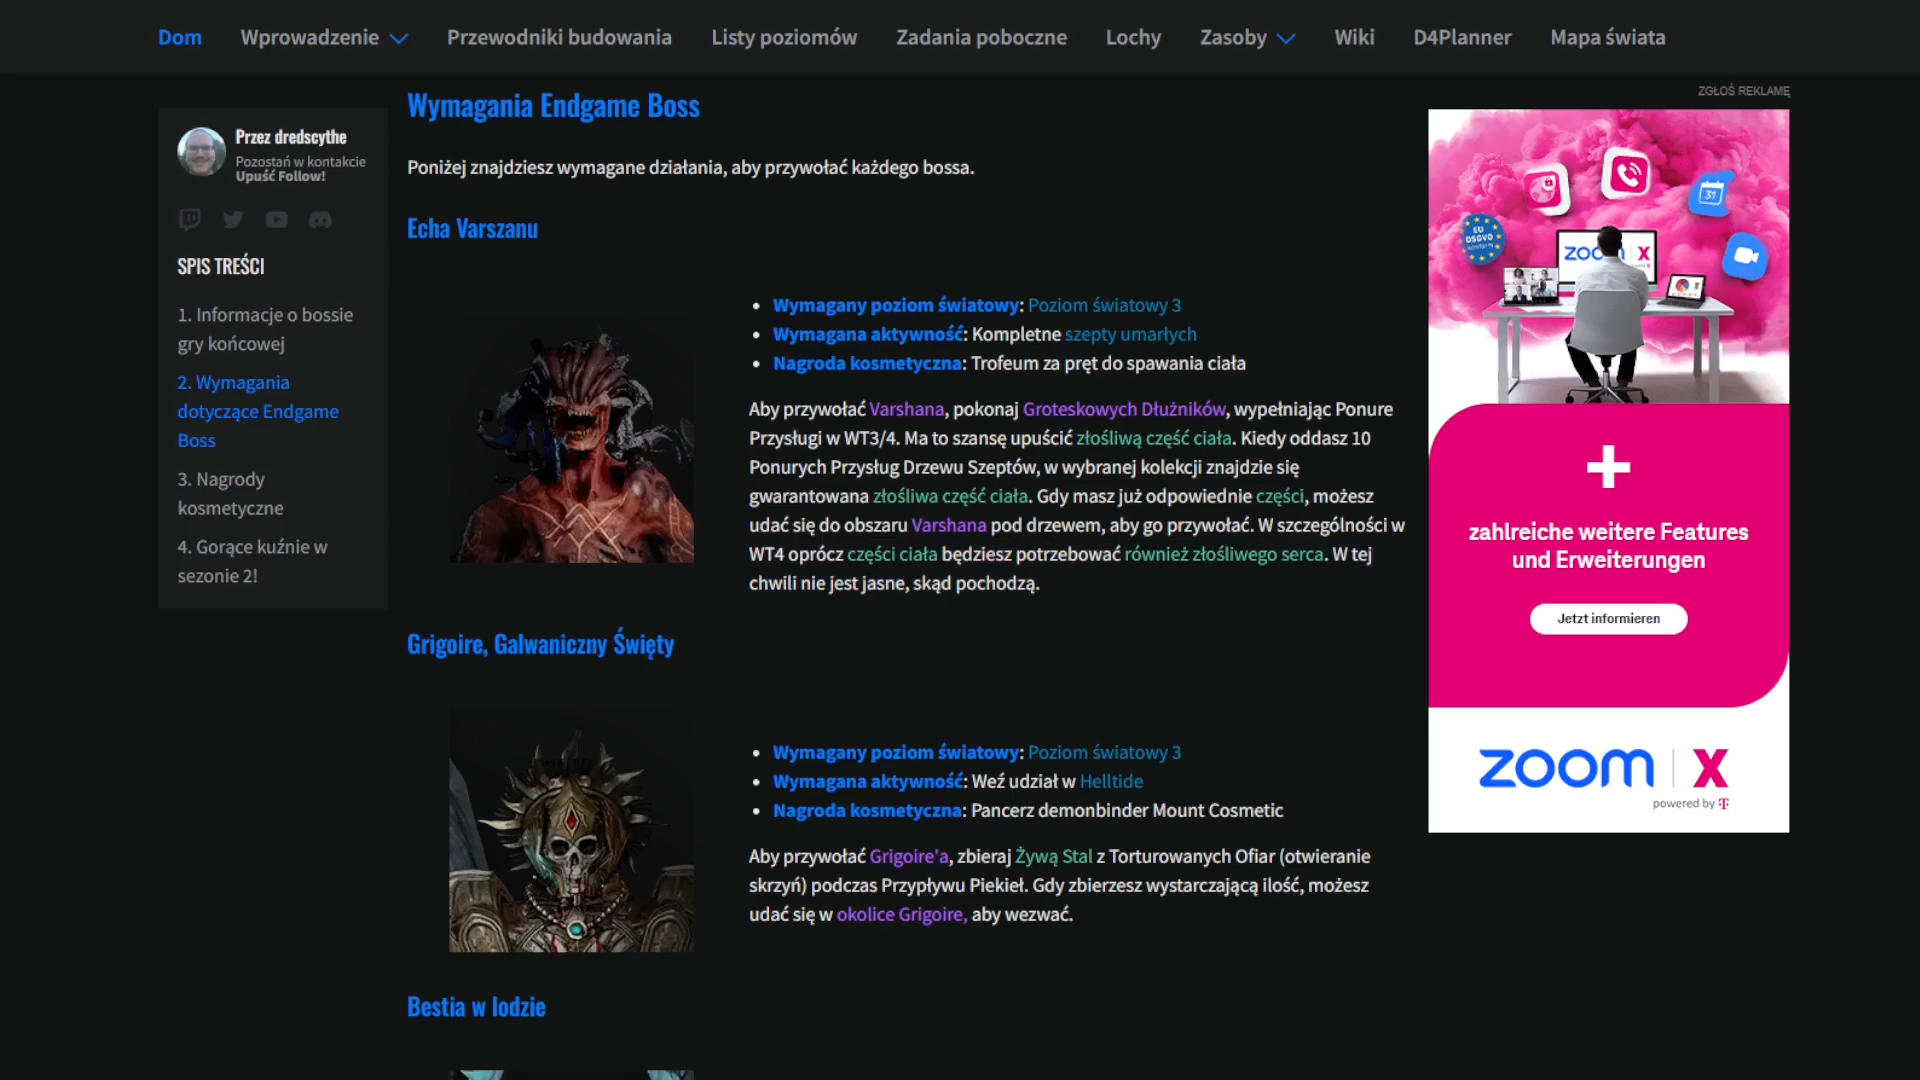 Dom Wprowadzenie Przewodniki budowania Listy poziomów Zadania poboczne Lochy Zasoby Wiki D4Planner Mapa świata
Przez dredscythe
Pozostań w kontakcie
Upuść Follow!
SPIS TREŚCI
1. Informacje o bossie
gry końcowej
2. Wymagania
dotyczące Endgame
Boss
3. Nagrody
kosmetyczne
4. Gorące kuźnie w
sezonie 2!
Wymagania Endgame Boss
Poniżej znajdziesz wymagane działania, aby przywołać każdego bossa.
Echa Varszanu
Wymagany poziom światowy: Poziom światowy 3
Wymagana aktywność: Kompletne szepty umarłych
Nagroda kosmetyczna: Trofeum za pręt do spawania ciała
Aby przywołać Varshana, pokonaj Groteskowych Dłużników, wypełniając Ponure
Przysługi w WT3/4. Ma to szansę upuścić złośliwą część ciała. Kiedy oddasz 10
Ponurych Przysług Drzewu Szeptów, w wybranej kolekcji znajdzie się
gwarantowana złośliwa część ciała. Gdy masz już odpowiednie części, możesz
udać się do obszaru Varshana pod drzewem, aby go przywołać. W szczególności w
WT4 oprócz części ciała będziesz potrzebować również złośliwego serca. W tej
chwili nie jest jasne, skąd pochodzą.
Grigoire, Galwaniczny Święty
Wymagany poziom światowy: Poziom światowy 3
Wymagana aktywność: Weź udział w Helltide
Nagroda kosmetyczna: Pancerz demonbinder Mount Cosmetic
Aby przywołać Grigoire'a, zbieraj Żywą Stal z Torturowanych Ofiar (otwieranie
skrzyń) podczas Przypływu Piekieł. Gdy zbierzesz wystarczającą ilość, możesz
udać się w okolice Grigoire, aby wezwać.
Bestia w lodzie
ZGŁOŚ REKLAMĘ
31
EU
DSGVO
konform
ZOOM X
+
zahlreiche weitere Features
und Erweiterungen
Jetzt informieren
zoom X
powered by T